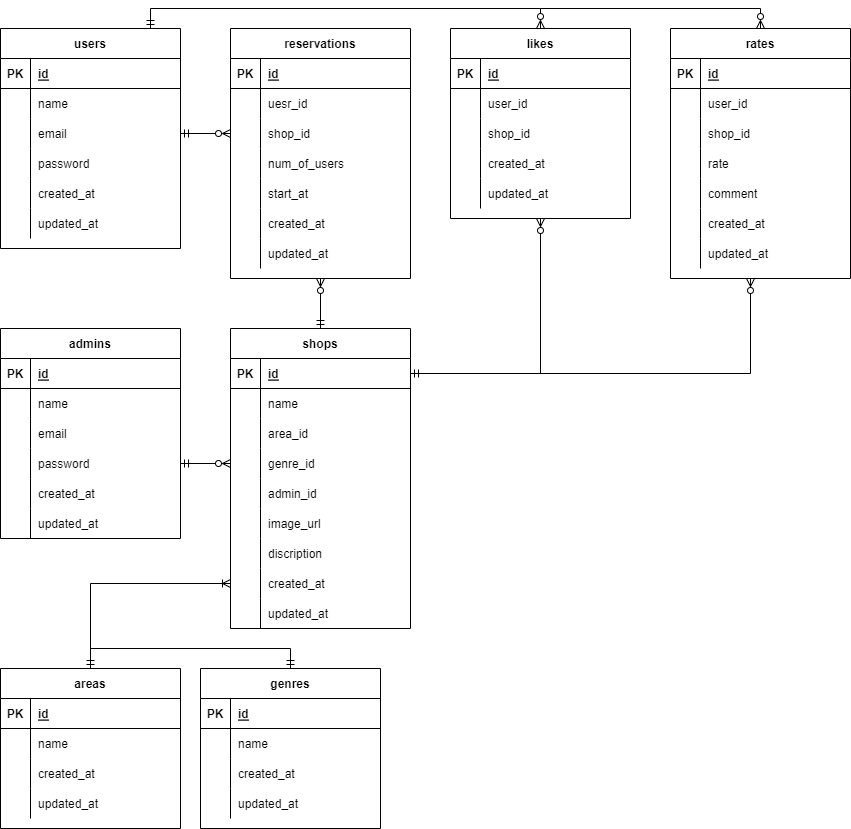 users
PK id
name
email
password
created_at
updated_at
reservations
PK id
uesr_id
shop_id
num_of_users
start_at
created_at
updated_at
likes
PK id
user_id
shop_id
created_at
updated_at
rates
PK id
user_id
shop_id
rate
comment
created_at
updated_at
admins
PK id
name
email
password
created_at
updated_at
shops
PK id
name
area_id
genre_id
admin_id
image_url
discription
created_at
updated_at
areas
PK id
name
created_at
updated_at
genres
PK id
name
created_at
updated_at